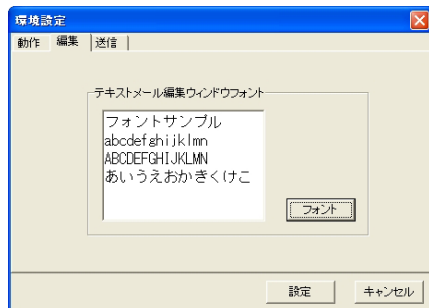 環境設定
動作 編集 送信
テキストメール編集ウィンドウフォント
フォントサンプル
abcdefghijklmn
ABCDEFGHIJKLMN
あいうえおかきくけこ
フォント
設定 キャンセル